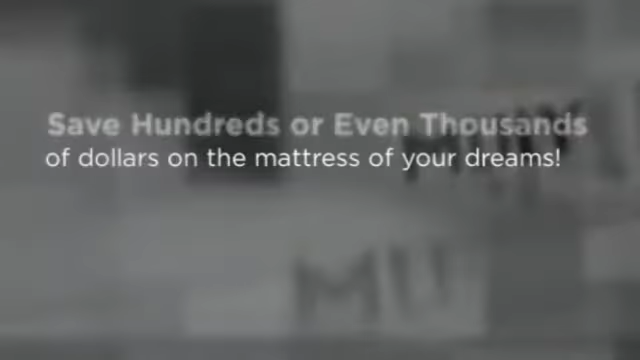 Save Hundreds or Even Thousands
of dollars on the mattress of your dreams!